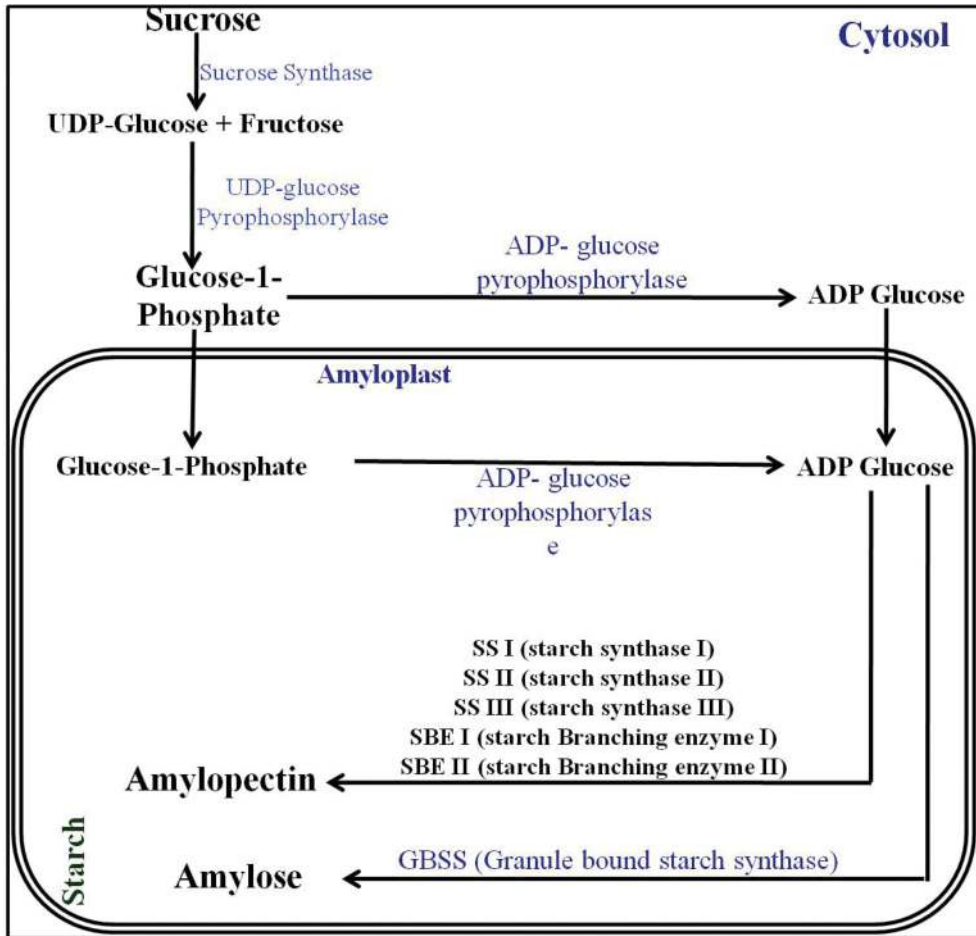 Sucrose
Cytosol
Sucrose Synthase
UDP-Glucose + Fructose
UDP-glucose
Pyrophosphorylase
Glucose-1-
Phosphate
ADP- glucose
pyrophosphorylase
ADP Glucose
Amyloplast
Glucose-1-Phosphate
ADP Glucose
ADP- glucose
pyrophosphorylas
e
SS I (starch synthase I)
SS II (starch synthase II)
SS III (starch synthase III)
SBE I (starch Branching enzyme I)
SBE II (starch Branching enzyme II)
Amylopectin
Starch
GBSS (Granule bound starch synthase)
Amylose